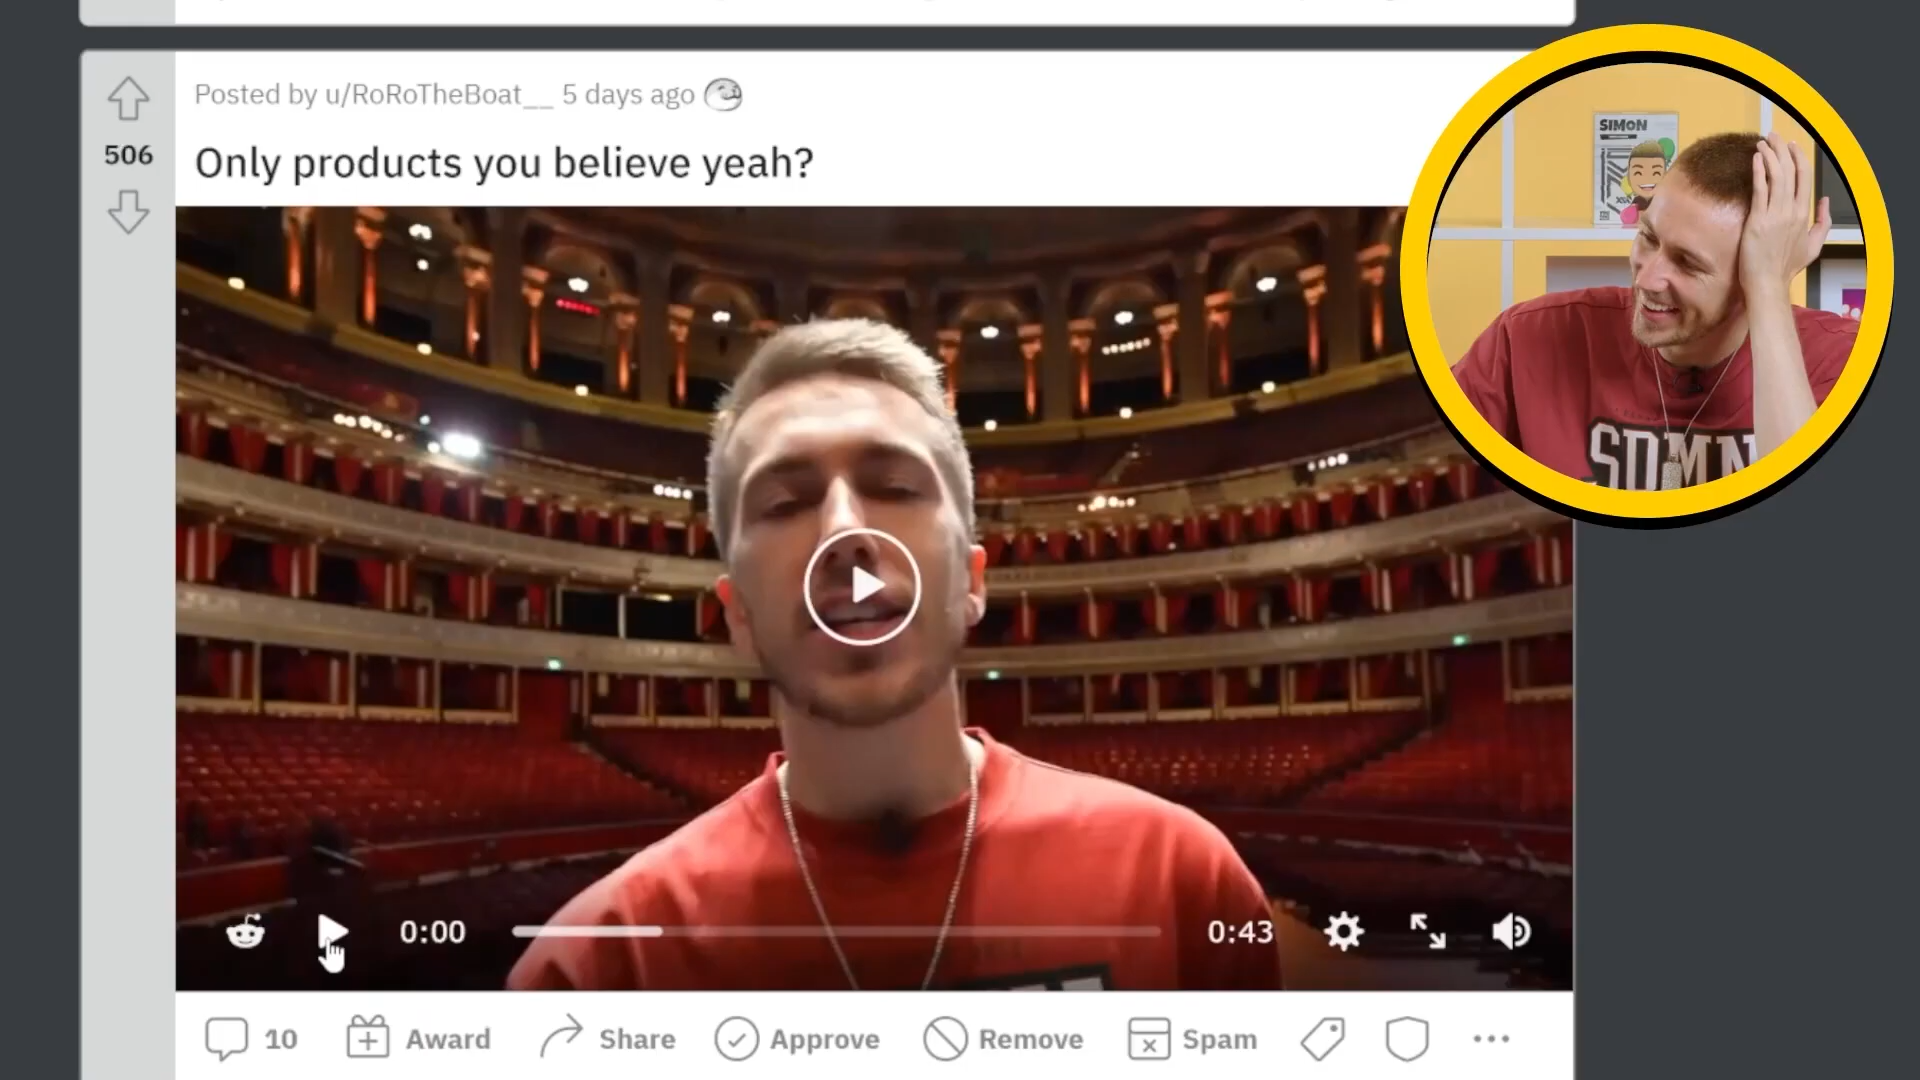 Posted by u/RoRoTheBoat__ 5 days ago
506
Only products you believe yeah?
SIMON
SDMN
0:00
0:43
10
Award
Share
Approve
Remove
Spam